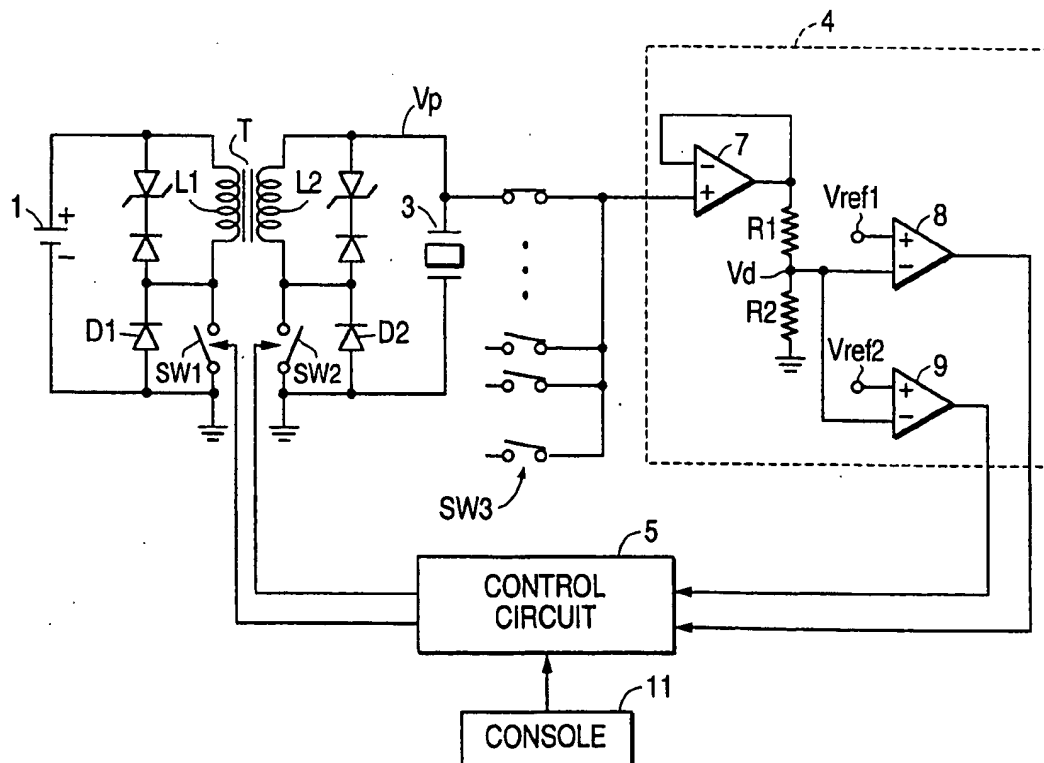 4
Vp
T
7
-
+
L1
L2
1
+
-
3
Vref1
8
R1
+
-
Vd
R2
D1
D2
SW1
SW2
Vref2
9
+
-
SW3
5
CONTROL
CIRCUIT
11
CONSOLE